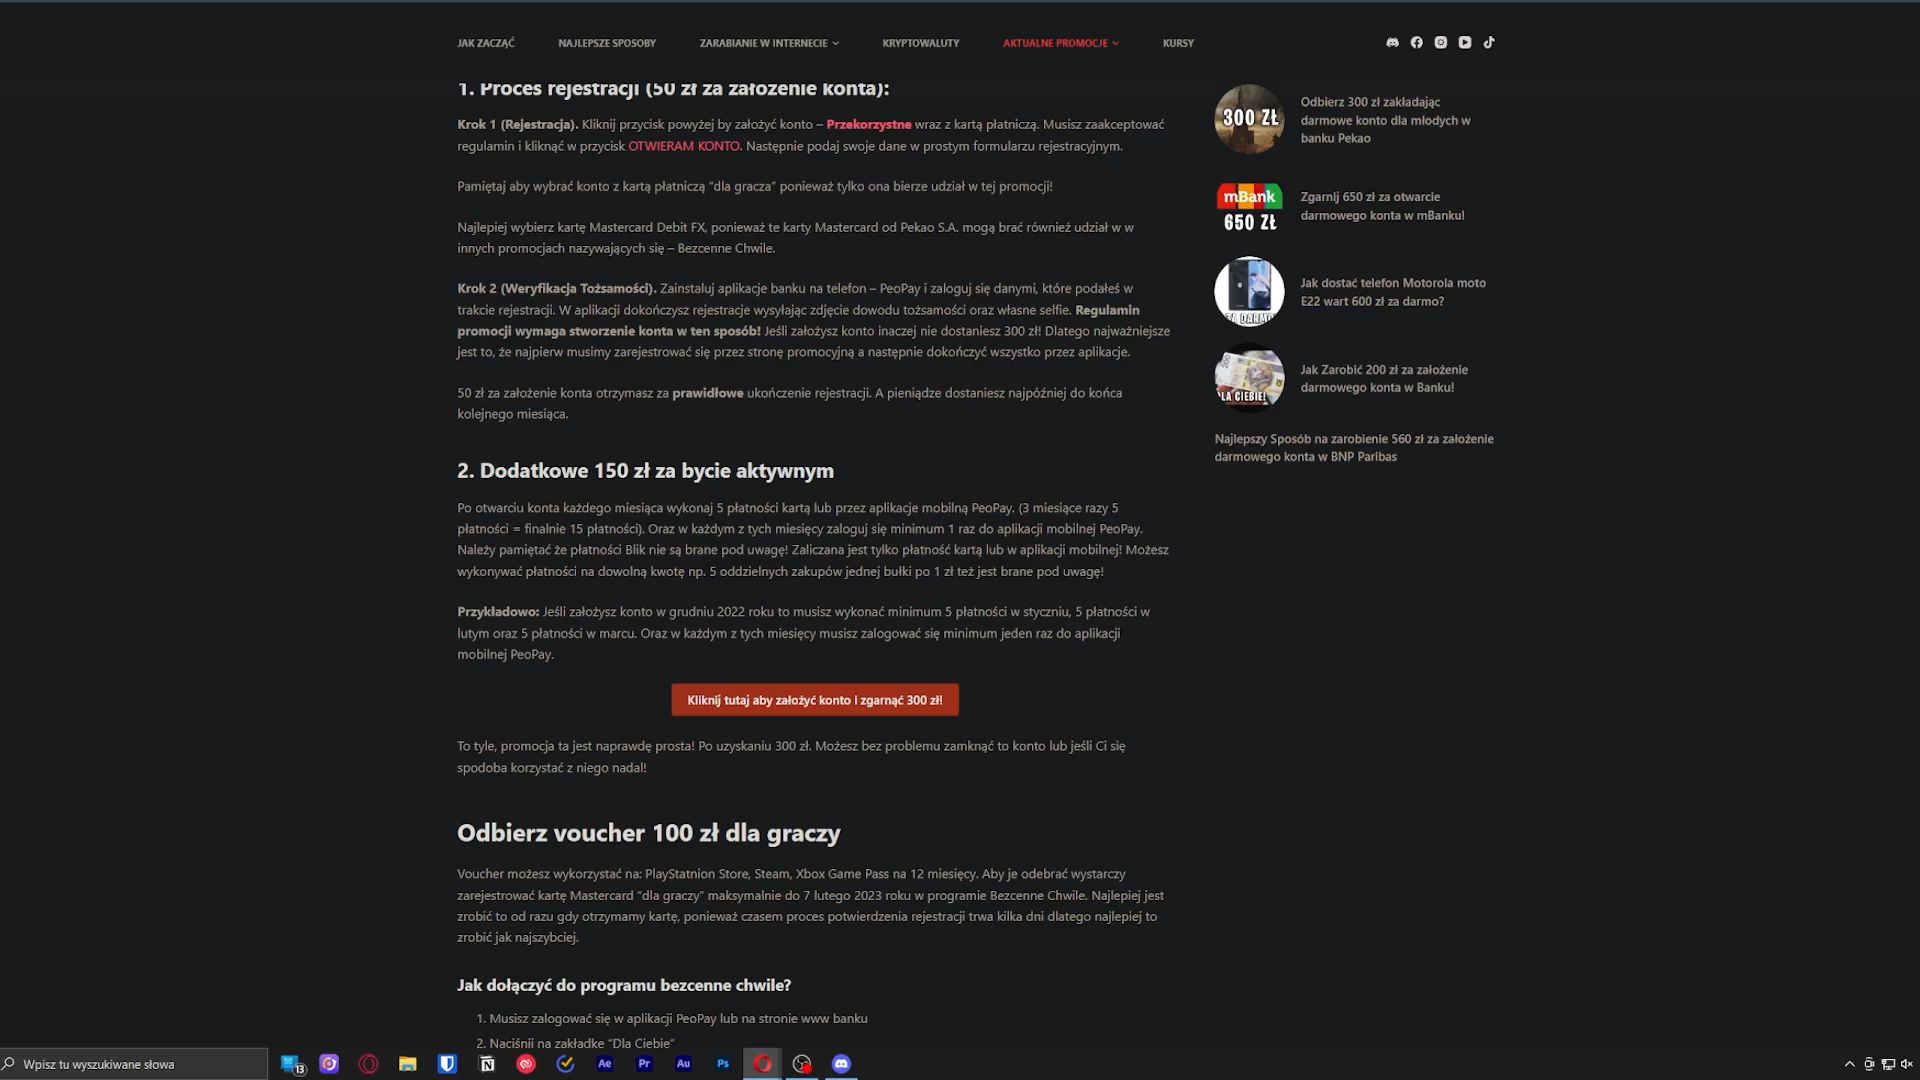 JAK ZACZĄĆ NAJLEPSZE SPOSOBY ZARABIANIE W INTERNECIE KRYPTOWALUTY AKTUALNE PROMOCJE KURSY
1. Proces rejestracji (50 zł za założenie konta):
Krok 1 (Rejestracja). Kliknij przycisk powyżej by założyć konto – Przekorzystne wraz z kartą płatniczą. Musisz zaakceptować
regulamin i kliknąć w przycisk OTWIERAM KONTO. Następnie podaj swoje dane w prostym formularzu rejestracyjnym.
Pamiętaj aby wybrać konto z kartą płatniczą “dla gracza” ponieważ tylko ona bierze udział w tej promocji!
Najlepiej wybierz kartę Mastercard Debit FX, ponieważ te karty Mastercard od Pekao S.A. mogą brać również udział w w
innych promocjach nazywających się – Bezcenne Chwile.
Krok 2 (Weryfikacja Tożsamości). Zainstaluj aplikacje banku na telefon – PeoPay i zaloguj się danymi, które podałeś w
trakcie rejestracji. W aplikacji dokończysz rejestracje wysyłając zdjęcie dowodu tożsamości oraz własne selfie. Regulamin
promocji wymaga stworzenie konta w ten sposób! Jeśli założysz konto inaczej nie dostaniesz 300 zł! Dlatego najważniejsze
jest to, że najpierw musimy zarejestrować się przez stronę promocyjną a następnie dokończyć wszystko przez aplikacje.
50 zł za założenie konta otrzymasz za prawidłowe ukończenie rejestracji. A pieniądze dostaniesz najpóźniej do końca
kolejnego miesiąca.
2. Dodatkowe 150 zł za bycie aktywnym
Po otwarciu konta każdego miesiąca wykonaj 5 płatności kartą lub przez aplikacje mobilną PeoPay. (3 miesiące razy 5
płatności = finalnie 15 płatności). Oraz w każdym z tych miesięcy zaloguj się minimum 1 raz do aplikacji mobilnej PeoPay.
Należy pamiętać że płatności Blik nie są brane pod uwagę! Zaliczana jest tylko płatność kartą lub w aplikacji mobilnej! Możesz
wykonywać płatności na dowolną kwotę np. 5 oddzielnych zakupów jednej bułki po 1 zł też jest brane pod uwagę!
Przykładowo: Jeśli założysz konto w grudniu 2022 roku to musisz wykonać minimum 5 płatności w styczniu, 5 płatności w
lutym oraz 5 płatności w marcu. Oraz w każdym z tych miesięcy musisz zalogować się minimum jeden raz do aplikacji
mobilnej PeoPay.
Kliknij tutaj aby założyć konto i zgarnąć 300 zł!
To tyle, promocja ta jest naprawdę prosta! Po uzyskaniu 300 zł. Możesz bez problemu zamknąć to konto lub jeśli Ci się
spodoba korzystać z niego nadal!
Odbierz voucher 100 zł dla graczy
Voucher możesz wykorzystać na: PlayStatnion Store, Steam, Xbox Game Pass na 12 miesięcy. Aby je odebrać wystarczy
zarejestrować kartę Mastercard “dla graczy” maksymalnie do 7 lutego 2023 roku w programie Bezcenne Chwile. Najlepiej jest
zrobić to od razu gdy otrzymamy kartę, ponieważ czasem proces potwierdzenia rejestracji trwa kilka dni dlatego najlepiej to
zrobić jak najszybciej.
Jak dołączyć do programu bezcenne chwile?
1. Musisz zalogować się w aplikacji PeoPay lub na stronie www banku
2. Naciśnij na zakładke “Dla Ciebie”
300 ZŁ
Odbierz 300 zł zakładając
darmowe konto dla młodych w
banku Pekao
mBank
650 ZŁ
Zgarnij 650 zł za otwarcie
darmowego konta w mBanku!
ZA DARMO
Jak dostać telefon Motorola moto
E22 wart 600 zł za darmo?
200
DLA CIEBIE!
Jak Zarobić 200 zł za założenie
darmowego konta w Banku!
Najlepszy Sposób na zarobienie 560 zł za założenie
darmowego konta w BNP Paribas
Wpisz tu wyszukiwane słowa
13
Ae
Pr
Au
Ps